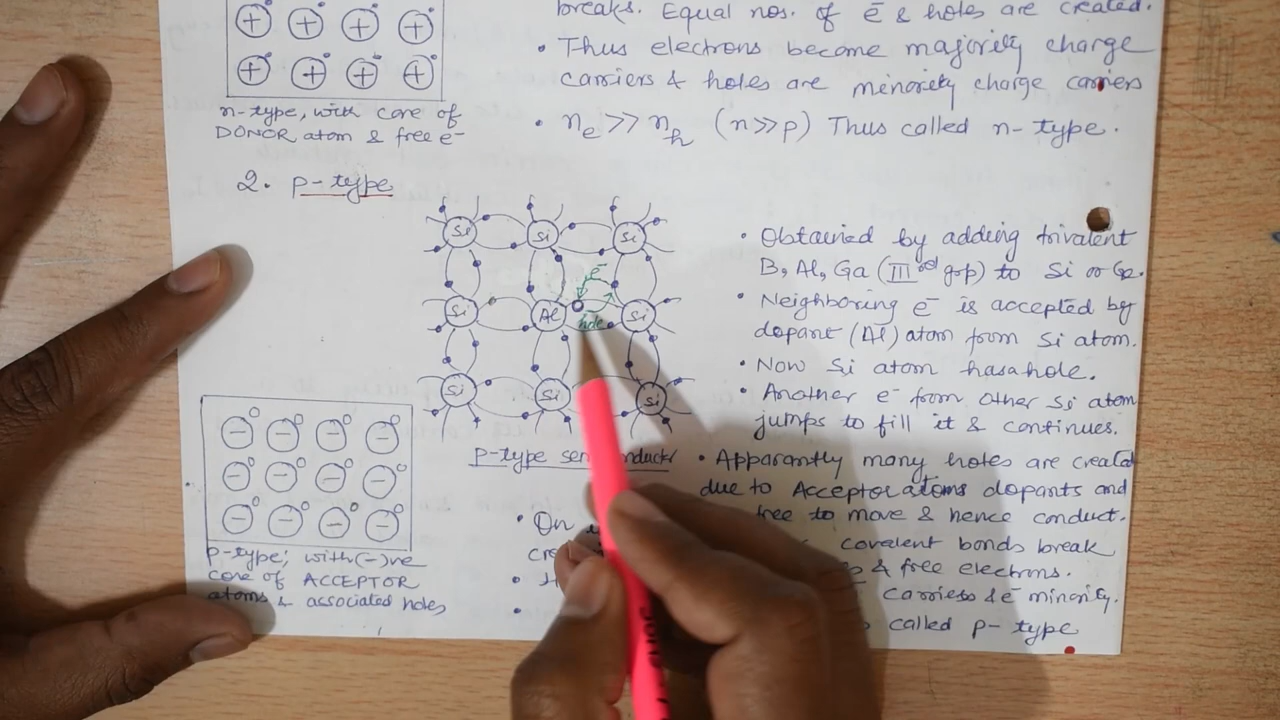 breaks. Equal nos. of e̅ & holes are created.
• Thus electrons become majority charge
carriers & holes are minority charge carriers
• nₑ >> nₕ (n >> p) Thus called n-type.
+ + + +
+ + + +
n-type, with core of
DONOR atom & free e⁻
2. p-type
Si Si Si
e̅
Si Al Si
hole
Si Si Si
p-type
• Obtained by adding trivalent
B, Al, Ga (III grp) to Si or Ge.
• Neighboring e̅ is accepted by
dopant (Al) atom from Si atom.
• Now Si atom has a hole.
• Another e̅ from other Si atom
jumps to fill it & continues.
• Apparantly many holes are created
due to Acceptor atoms dopants and
free to move & hence conduct.
• On
covalent bonds break
& free electrons.
carriers & e̅ minority.
called p-type
- - - -
- - - -
- - - -
p-type; with (-)ve
core of ACCEPTOR
atoms & associated holes